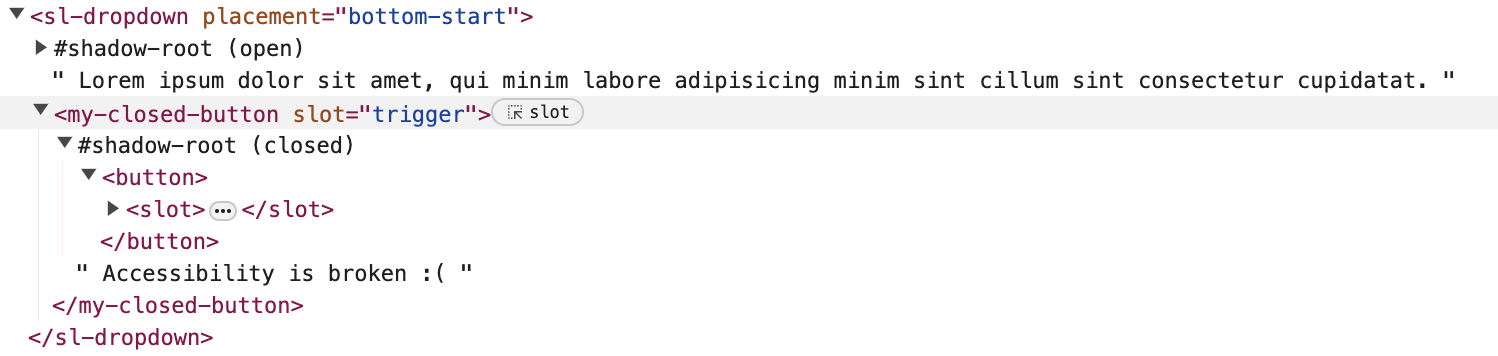 <sl-dropdown placement="bottom-start">
#shadow-root (open)
" Lorem ipsum dolor sit amet, qui minim labore adipisicing minim sint cillum sint consectetur cupidatat. "
<my-closed-button slot="trigger"> slot
#shadow-root (closed)
<button>
<slot>…</slot>
</button>
" Accessibility is broken :( "
</my-closed-button>
</sl-dropdown>